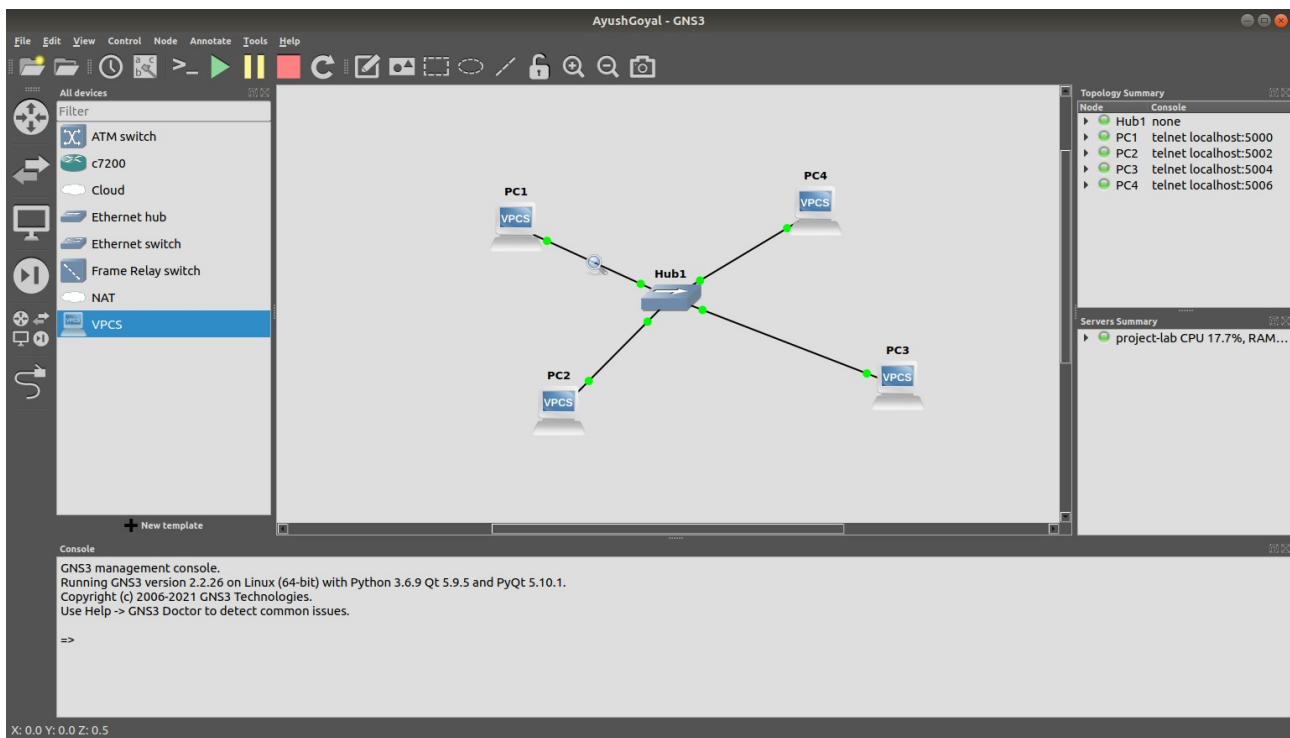 AyushGoyal - GNS3
File Edit View Control Node Annotate Tools Help
All devices
Filter
ATM switch
c7200
Cloud
Ethernet hub
Ethernet switch
Frame Relay switch
NAT
VPCS
New template
PC1
VPCS
PC4
VPCS
Hub1
PC2
VPCS
PC3
VPCS
Topology Summary
Node Console
Hub1 none
PC1 telnet localhost:5000
PC2 telnet localhost:5002
PC3 telnet localhost:5004
PC4 telnet localhost:5006
Servers Summary
project-lab CPU 17.7%, RAM...
Console
GNS3 management console.
Running GNS3 version 2.2.26 on Linux (64-bit) with Python 3.6.9 Qt 5.9.5 and PyQt 5.10.1.
Copyright (c) 2006-2021 GNS3 Technologies.
Use Help -> GNS3 Doctor to detect common issues.
=>
X: 0.0 Y: 0.0 Z: 0.5